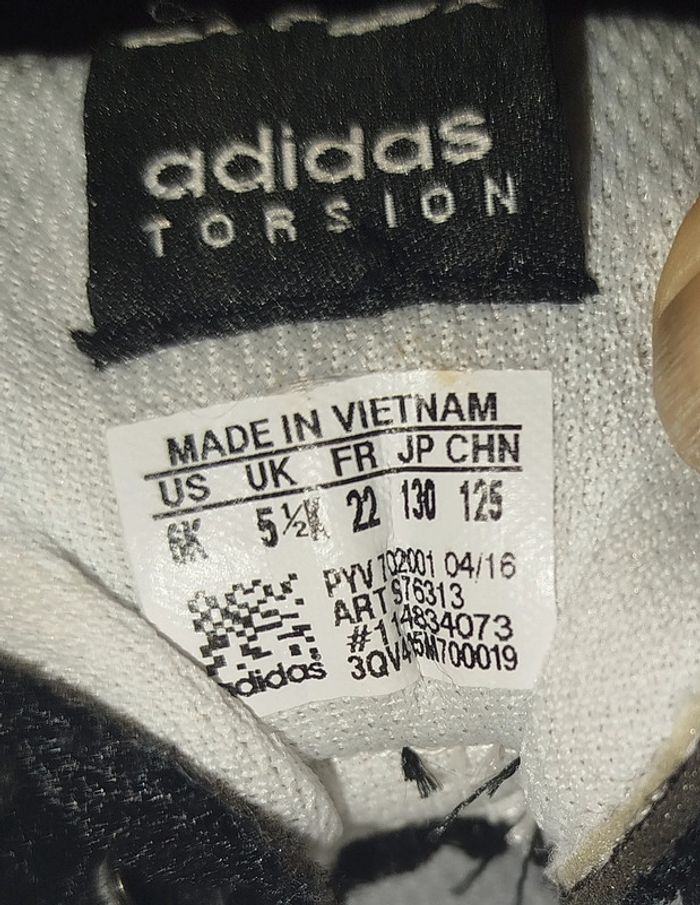 adidas
TORSION
MADE IN VIETNAM
US UK FR JP CHN
6K 5½K 22 130 125
PYV 702001 04/16
ART S76313
#114834073
adidas